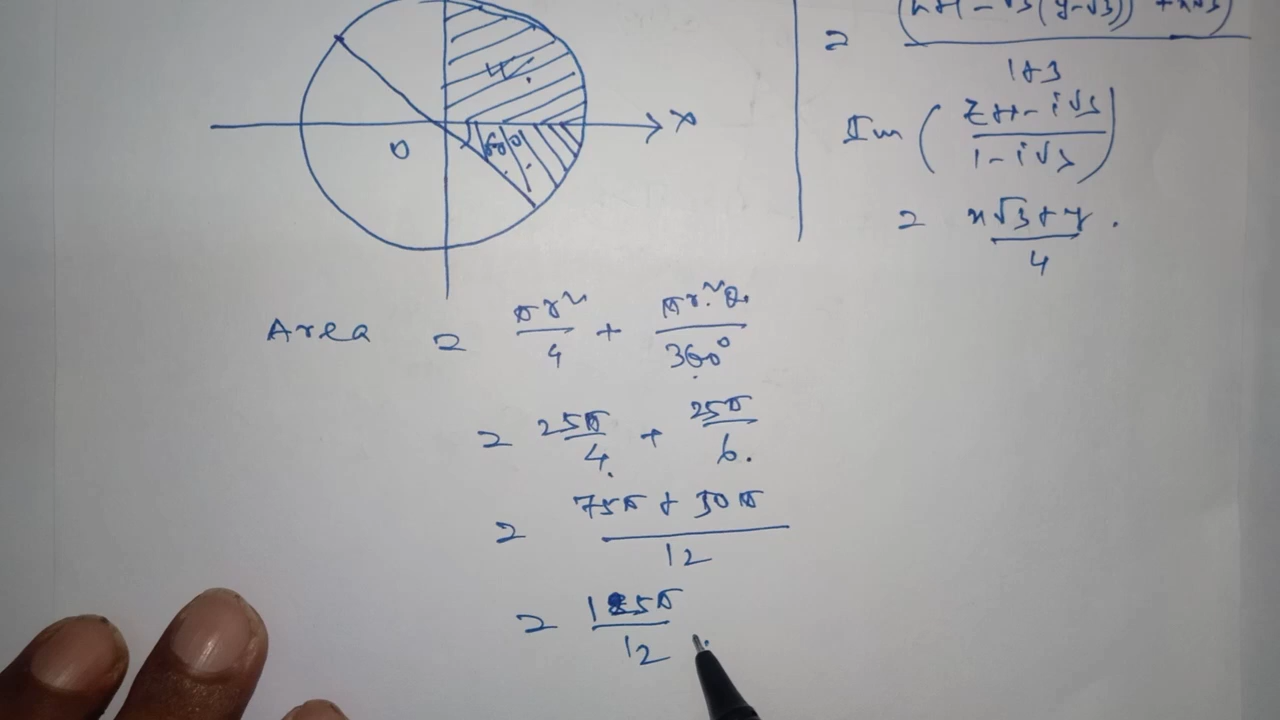 X
O
60°
Area = πr²/4 + πr²θ/360°
= 25π/4 + 25π/6.
= 75π + 50π/12
= 125π/12
= /1+3
Im (z+1-i√3/1-i√3)
= x√3+y/4.